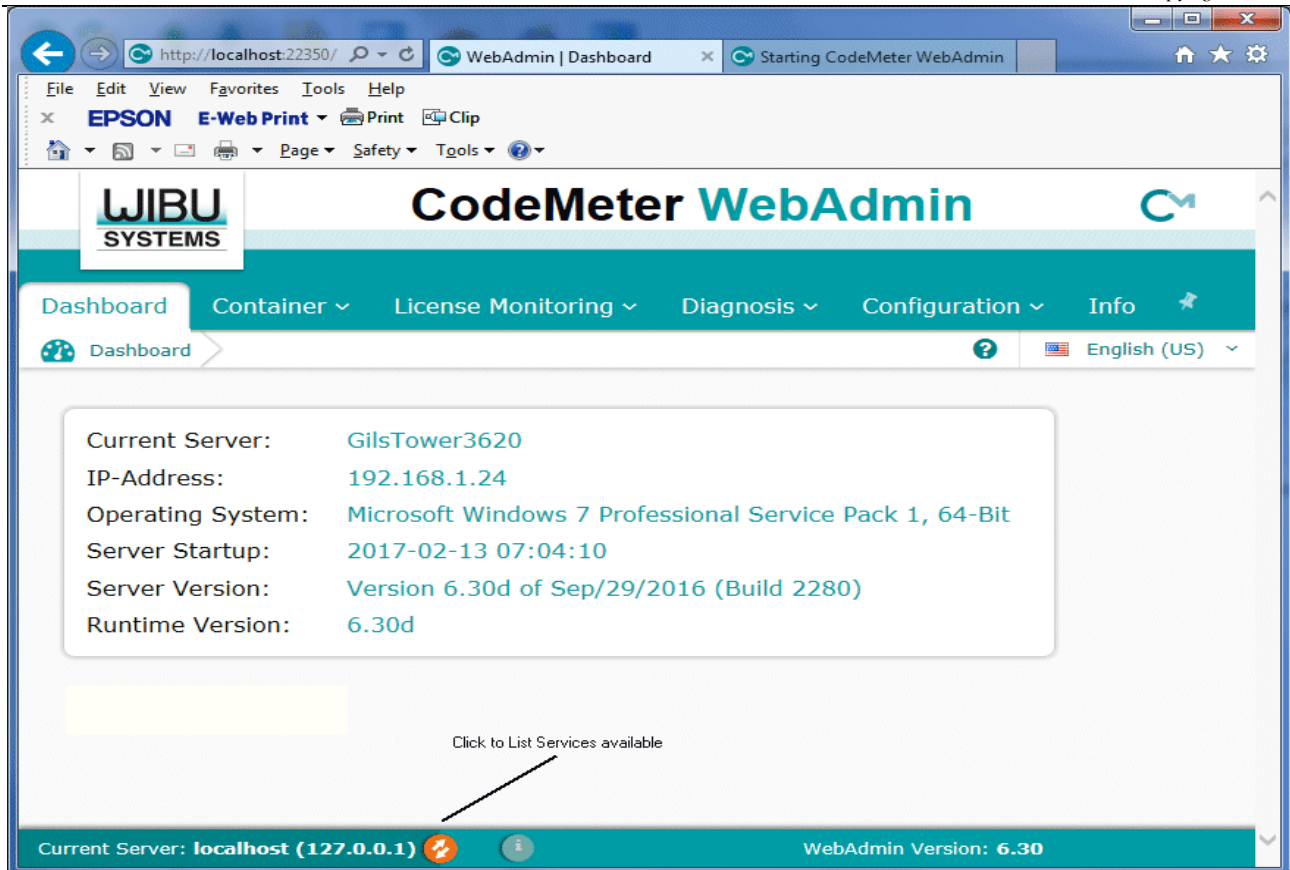 http://localhost:22350/ WebAdmin | Dashboard Starting CodeMeter WebAdmin
File Edit View Favorites Tools Help
EPSON E-Web Print Print Clip
Page Safety Tools
WIBU
SYSTEMS
CodeMeter WebAdmin
Dashboard Container License Monitoring Diagnosis Configuration Info
Dashboard English (US)
Current Server: GilsTower3620
IP-Address: 192.168.1.24
Operating System: Microsoft Windows 7 Professional Service Pack 1, 64-Bit
Server Startup: 2017-02-13 07:04:10
Server Version: Version 6.30d of Sep/29/2016 (Build 2280)
Runtime Version: 6.30d
Click to List Services available
Current Server: localhost (127.0.0.1) WebAdmin Version: 6.30